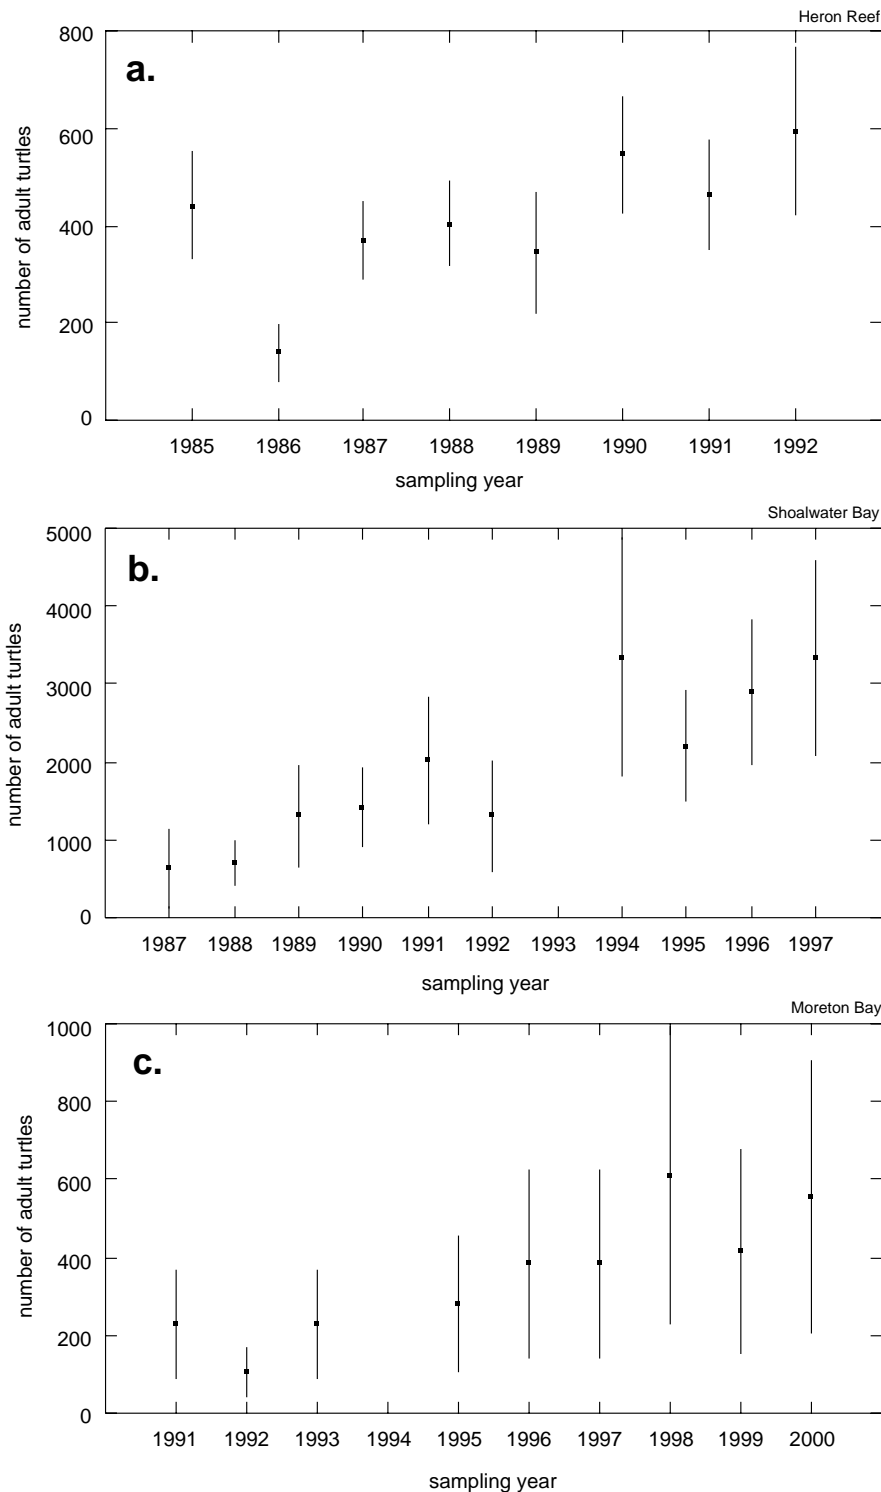 Heron Reef
a.
800
600
400
200
0
number of adult turtles
1985 1986 1987 1988 1989 1990 1991 1992
sampling year
Shoalwater Bay
b.
5000
4000
3000
2000
1000
0
number of adult turtles
1987 1988 1989 1990 1991 1992 1993 1994 1995 1996 1997
sampling year
Moreton Bay
c.
1000
800
600
400
200
0
number of adult turtles
1991 1992 1993 1994 1995 1996 1997 1998 1999 2000
sampling year